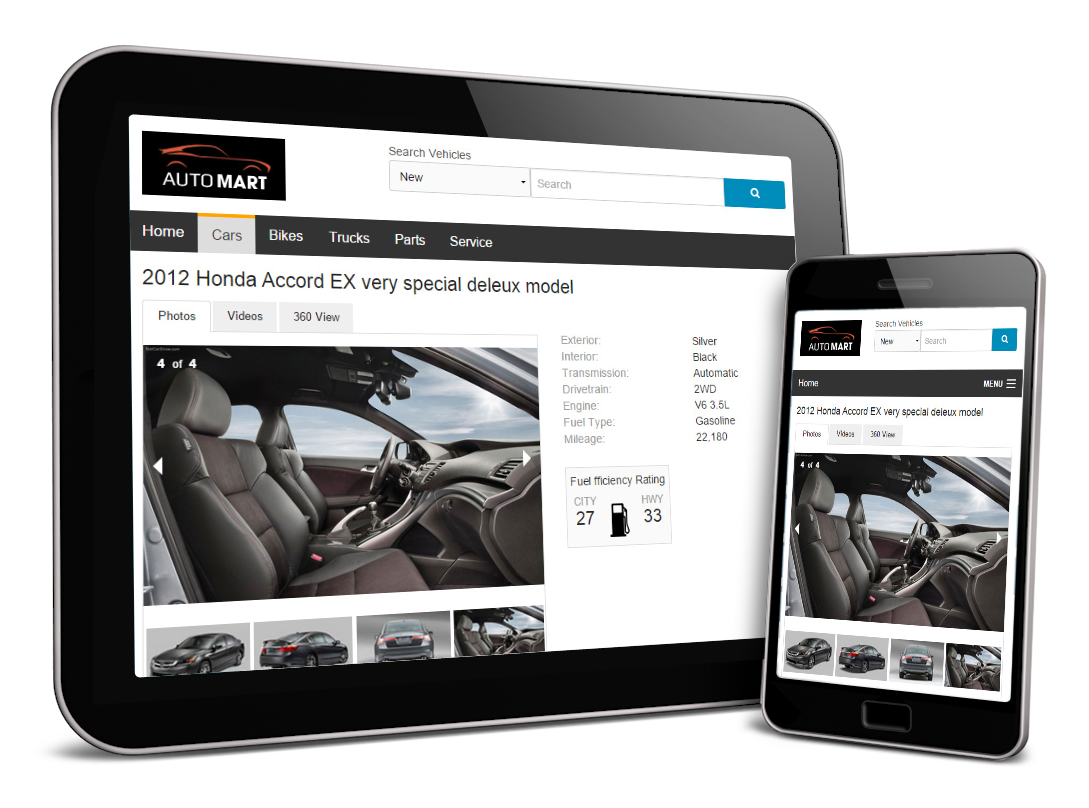 AUTO MART
Search Vehicles
New
Search
Home Cars Bikes Trucks Parts Service
2012 Honda Accord EX very special deleux model
Photos Videos 360 View
4 of 4
Exterior: Silver
Interior: Black
Transmission: Automatic
Drivetrain: 2WD
Engine: V6 3.5L
Fuel Type: Gasoline
Mileage: 22,180
Fuel fficiency Rating
CITY HWY
27 33
AUTO MART
Search Vehicles
New
Search
Home MENU
2012 Honda Accord EX very special deleux model
Photos Videos 360 View
4 of 4